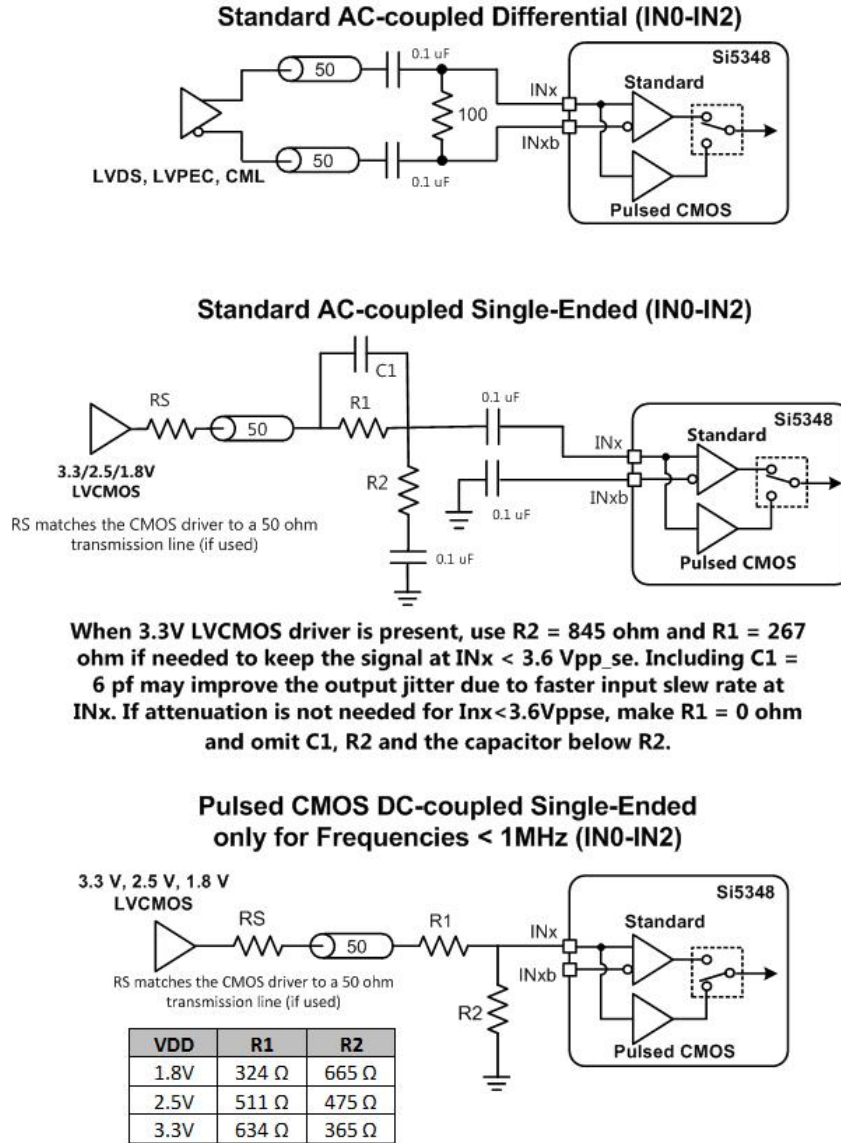 Standard AC-coupled Differential (IN0-IN2)
0.1 uF
Si5348
50
INx
Standard
100
INxb
50
LVDS, LVPEC, CML
0.1 uF
Pulsed CMOS
Standard AC-coupled Single-Ended (IN0-IN2)
C1
RS
R1
0.1 uF
Si5348
50
INx
Standard
3.3/2.5/1.8V
LVCMOS
R2
INxb
RS matches the CMOS driver to a 50 ohm
transmission line (if used)
0.1 uF
0.1 uF
Pulsed CMOS
When 3.3V LVCMOS driver is present, use R2 = 845 ohm and R1 = 267
ohm if needed to keep the signal at INx < 3.6 Vpp_se. Including C1 =
6 pf may improve the output jitter due to faster input slew rate at
INx. If attenuation is not needed for Inx<3.6Vppse, make R1 = 0 ohm
and omit C1, R2 and the capacitor below R2.
Pulsed CMOS DC-coupled Single-Ended
only for Frequencies < 1MHz (IN0-IN2)
3.3 V, 2.5 V, 1.8 V
LVCMOS
Si5348
RS
R1
INx
Standard
50
INxb
RS matches the CMOS driver to a 50 ohm
transmission line (if used)
R2
Pulsed CMOS
VDD R1 R2
1.8V 324 Ω 665 Ω
2.5V 511 Ω 475 Ω
3.3V 634 Ω 365 Ω